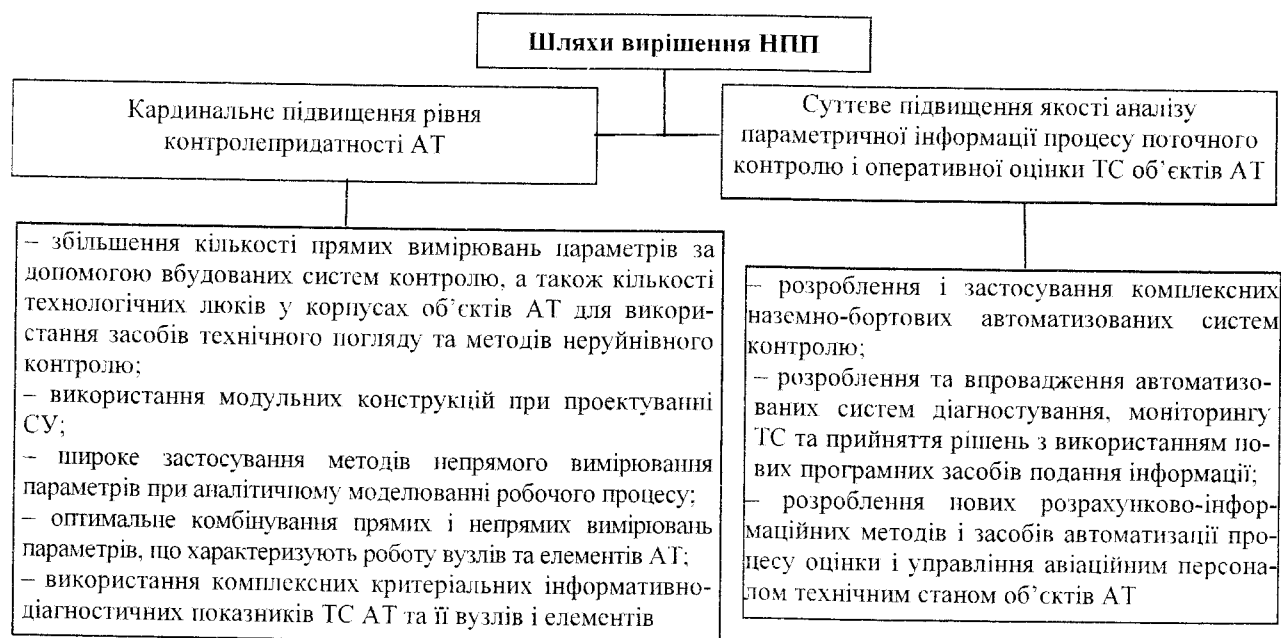 Шляхи вирішення НПП
Кардинальне підвищення рівня
контролепридатності АТ
Суттєве підвищення якості аналізу
параметричної інформації процесу поточного
контролю і оперативної оцінки ТС об’єктів АТ
– збільшення кількості прямих вимірювань параметрів за
допомогою вбудованих систем контролю, а також кількості
технологічних люків у корпусах об’єктів АТ для викори-
стання засобів технічного погляду та методів неруйнівного
контролю;
– використання модульних конструкцій при проектуванні
СУ;
– широке застосування методів непрямого вимірювання
параметрів при аналітичному моделюванні робочого процесу;
– оптимальне комбінування прямих і непрямих вимірювань
параметрів, що характеризують роботу вузлів та елементів АТ;
– використання комплексних критеріальних інформативно-
діагностичних показників ТС АТ та її вузлів і елементів
– розроблення і застосування комплексних
наземно-бортових автоматизованих систем
контролю;
– розроблення та впровадження автоматизо-
ваних систем діагностування, моніторингу
ТС та прийняття рішень з використанням но-
вих програмних засобів подання інформації;
– розроблення нових розрахунково-інфор-
маційних методів і засобів автоматизації про-
цесу оцінки і управління авіаційним персона-
лом технічним станом об’єктів АТ